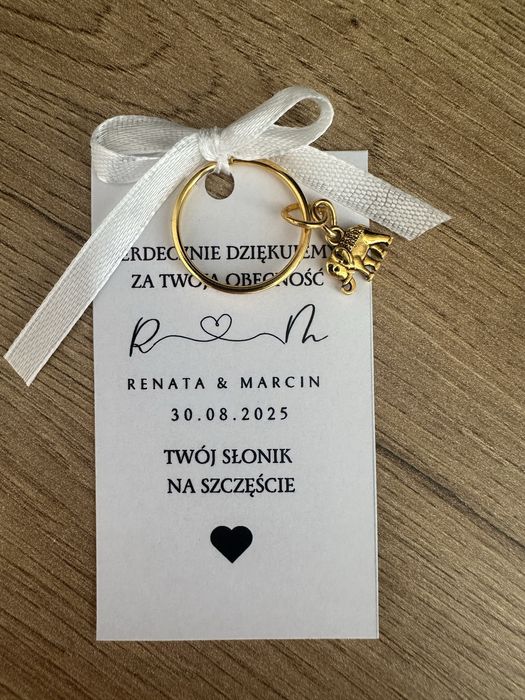 ERDECZNIE DZIĘKUJEMY
ZA TWOJĄ OBECNOŚĆ
R M
RENATA & MARCIN
30.08.2025
TWÓJ SŁONIK
NA SZCZĘŚCIE